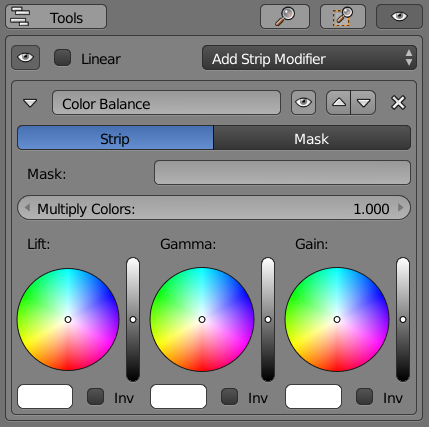 Tools
Linear
Add Strip Modifier
Color Balance
Strip
Mask
Mask:
Multiply Colors: 1.000
Lift:
Gamma:
Gain:
Inv
Inv
Inv